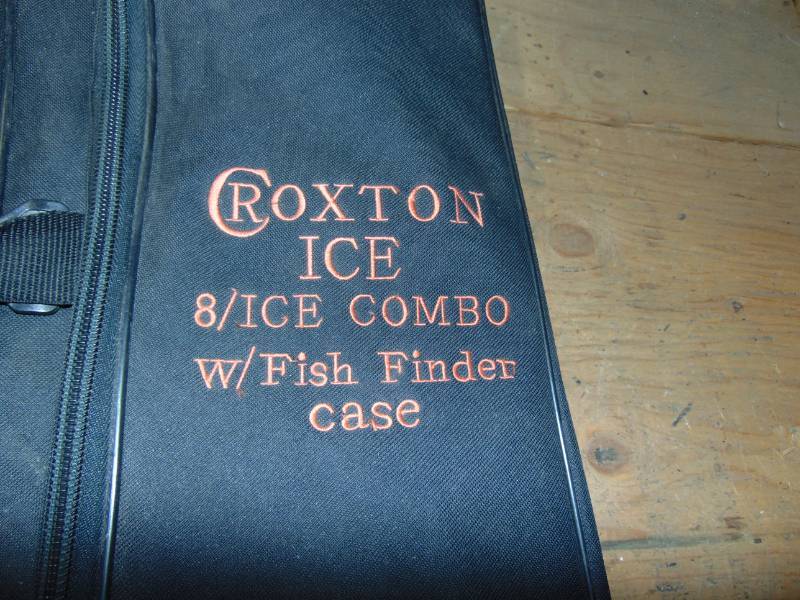 CROXTON
ICE
8/ICE COMBO
w/Fish Finder
case